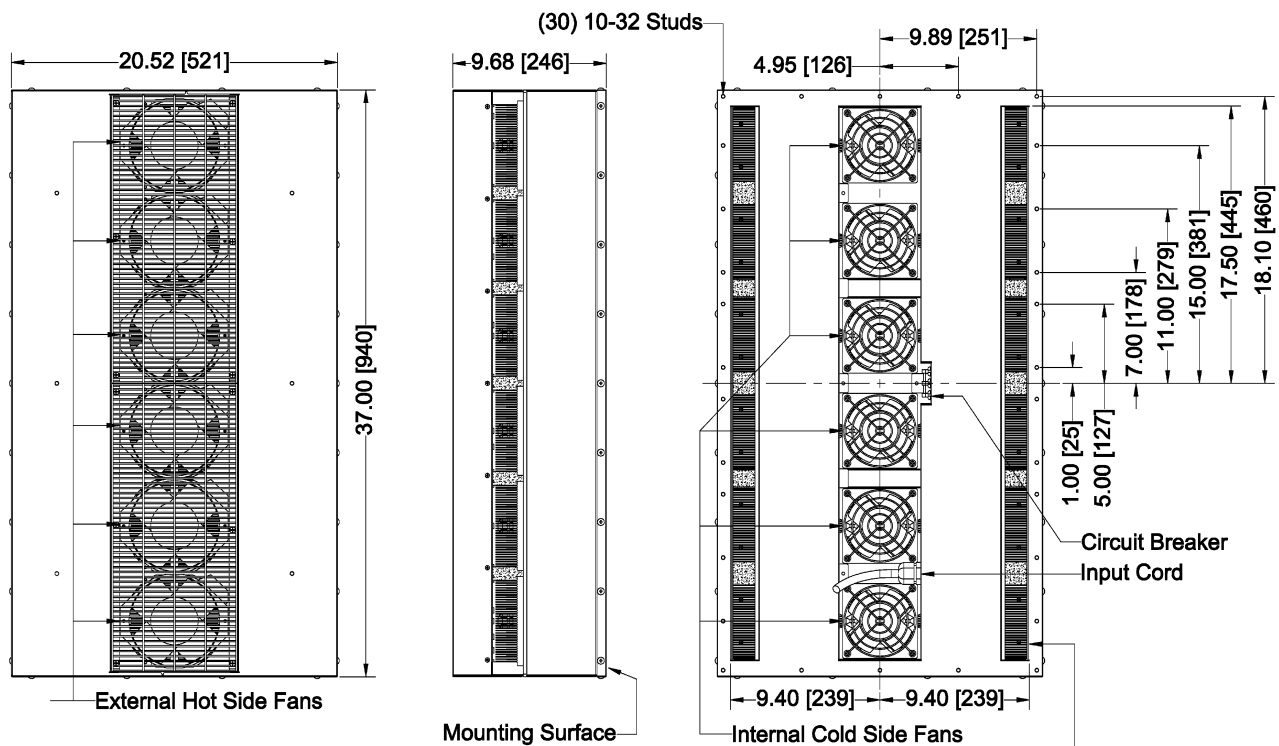 (30) 10-32 Studs
9.89 [251]
20.52 [521]
9.68 [246]
4.95 [126]
37.00 [940]
1.00 [25]
5.00 [127]
7.00 [178]
11.00 [279]
15.00 [381]
17.50 [445]
18.10 [460]
Circuit Breaker
Input Cord
9.40 [239]
9.40 [239]
External Hot Side Fans
Mounting Surface
Internal Cold Side Fans